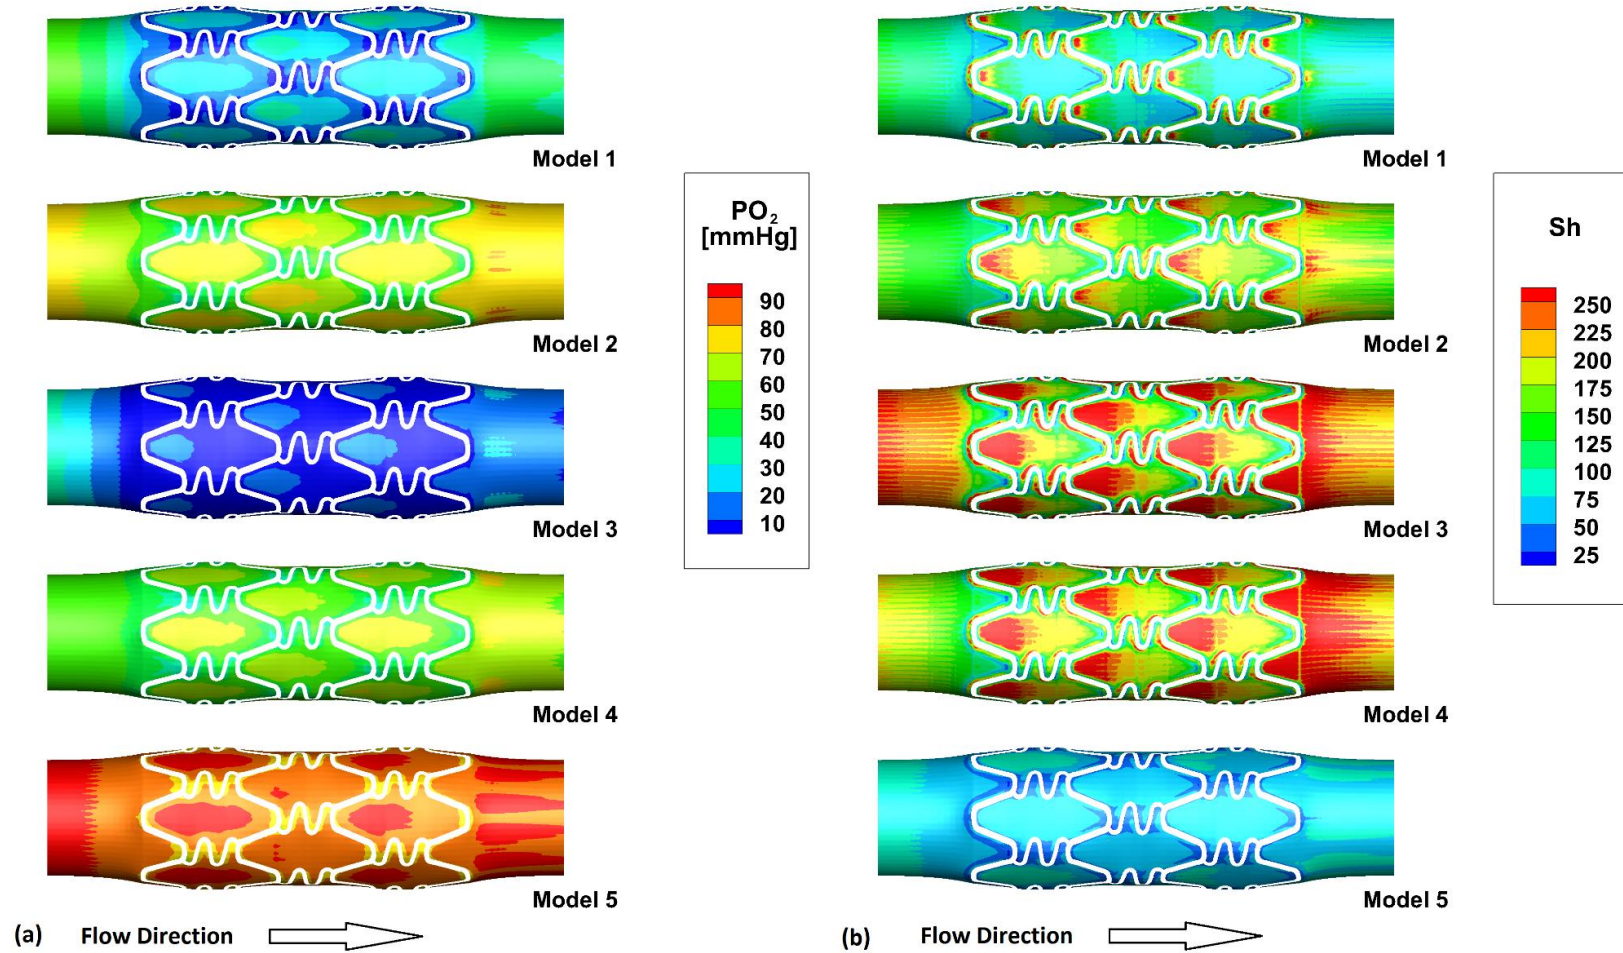 Model 1
Model 2
Model 3
Model 4
Model 5
PO2
[mmHg]
90
80
70
60
50
40
30
20
10
(a) Flow Direction
Model 1
Model 2
Model 3
Model 4
Model 5
Sh
250
225
200
175
150
125
100
75
50
25
(b) Flow Direction